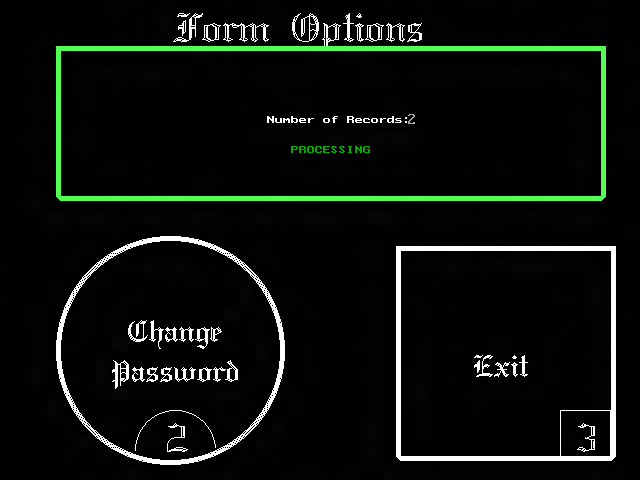 Form Options
Number of Records:2
PROCESSING
Change
Password
2
Exit
3